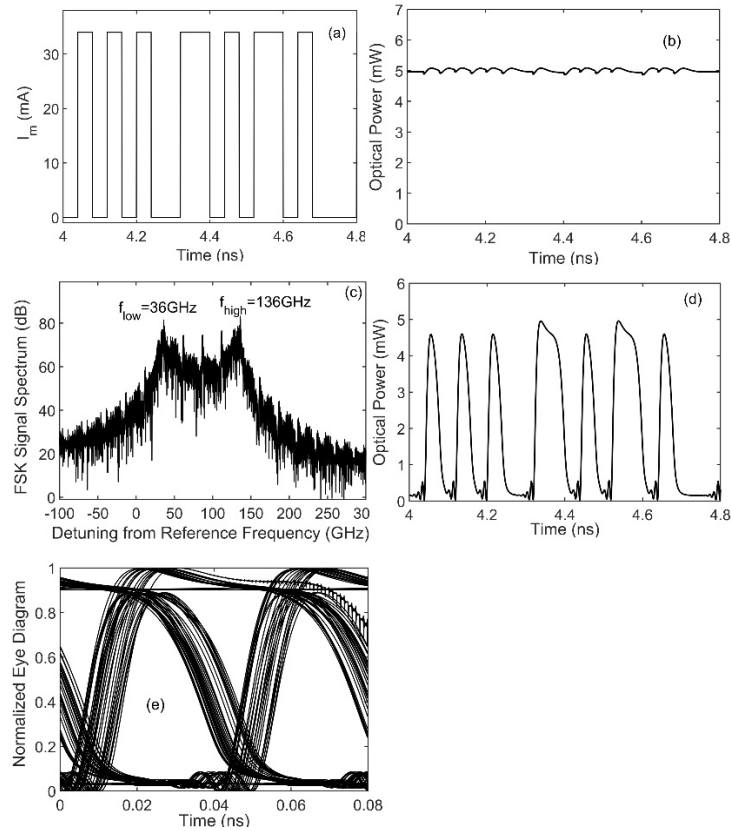 (a)
I_m (mA)
30
20
10
0
4 4.2 4.4 4.6 4.8
Time (ns)
(b)
Optical Power (mW)
7
6
5
4
3
2
1
0
4 4.2 4.4 4.6 4.8
Time (ns)
(c)
f_low=36GHz f_high=136GHz
FSK Signal Spectrum (dB)
80
60
40
20
0
-100 -50 0 50 100 150 200 250 30
Detuning from Reference Frequency (GHz)
(d)
Optical Power (mW)
6
5
4
3
2
1
0
4 4.2 4.4 4.6 4.8
Time (ns)
(e)
Normalized Eye Diagram
1
0.8
0.6
0.4
0.2
0
0 0.02 0.04 0.06 0.08
Time (ns)